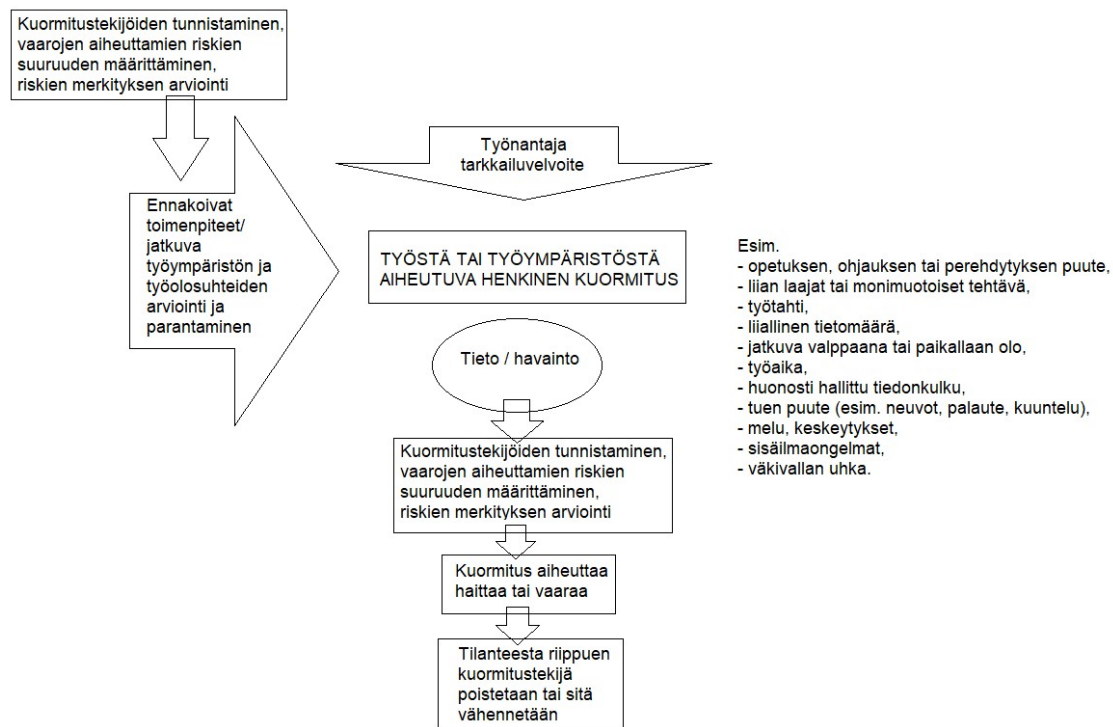 Kuormitustekijöiden tunnistaminen,
vaarojen aiheuttamien riskien
suuruuden määrittäminen,
riskien merkityksen arviointi
Työnantaja
tarkkailuvelvoite
Ennakoivat
toimenpiteet/
jatkuva
työympäristön ja
työolosuhteiden
arviointi ja
parantaminen
TYÖSTÄ TAI TYÖYMPÄRISTÖSTÄ
AIHEUTUVA HENKINEN KUORMITUS
Esim.
- opetuksen, ohjauksen tai perehdytyksen puute,
- liian laajat tai monimuotoiset tehtävä,
- työtahti,
- liiallinen tietomäärä,
- jatkuva valppaana tai paikallaan olo,
- työaika,
- huonosti hallittu tiedonkulku,
- tuen puute (esim. neuvot, palaute, kuuntelu),
- melu, keskeytykset,
- sisäilmaongelmat,
- väkivallan uhka.
Tieto / havainto
Kuormitustekijöiden tunnistaminen,
vaarojen aiheuttamien riskien
suuruuden määrittäminen,
riskien merkityksen arviointi
Kuormitus aiheuttaa
haittaa tai vaaraa
Tilanteesta riippuen
kuormitustekijä
poistetaan tai sitä
vähennetään